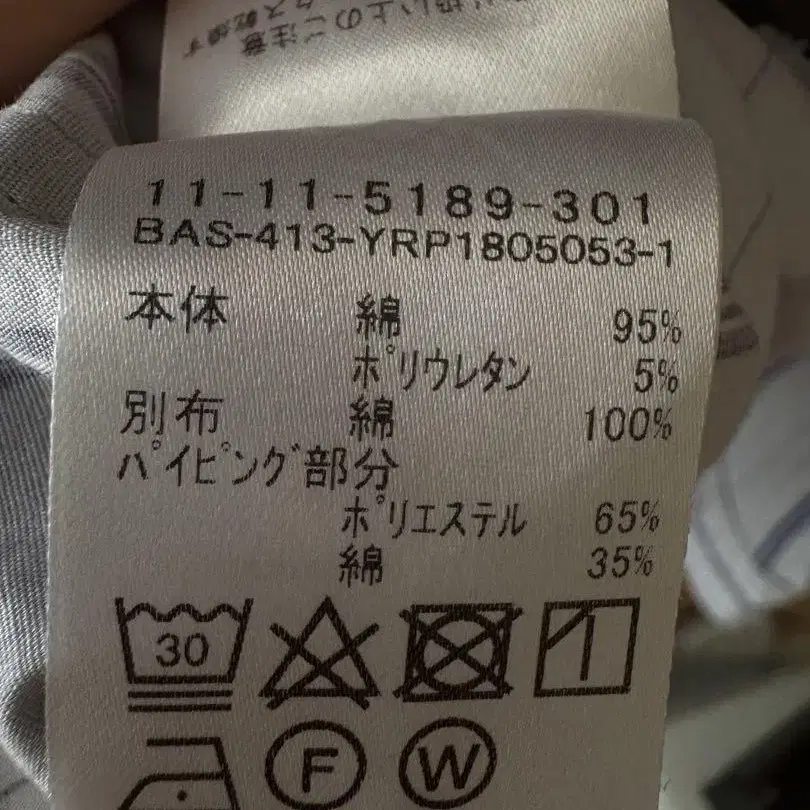 11-11-5189-301
BAS-413-YRP1805053-1
本体 綿 95%
ポリウレタン 5%
別布 綿 100%
パイピング部分
ポリエステル 65%
綿 35%
30
F
W